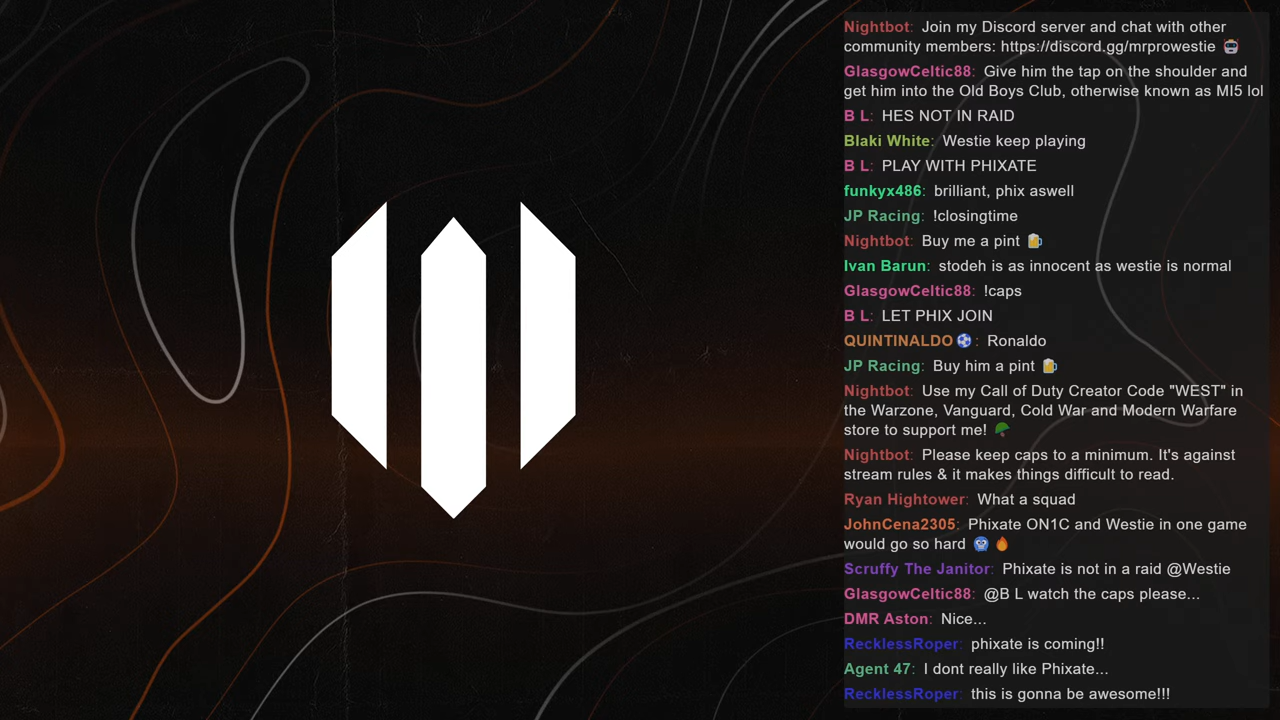 Nightbot: Join my Discord server and chat with other
community members: https://discord.gg/mrprowestie
GlasgowCeltic88: Give him the tap on the shoulder and
get him into the Old Boys Club, otherwise known as MI5 lol
B L: HES NOT IN RAID
Blaki White: Westie keep playing
B L: PLAY WITH PHIXATE
funkyx486: brilliant, phix aswell
JP Racing: !closingtime
Nightbot: Buy me a pint 🍺
Ivan Barun: stodeh is as innocent as westie is normal
GlasgowCeltic88: !caps
B L: LET PHIX JOIN
QUINTINALDO⚽: Ronaldo
JP Racing: Buy him a pint 🍺
Nightbot: Use my Call of Duty Creator Code "WEST" in
the Warzone, Vanguard, Cold War and Modern Warfare
store to support me!
Nightbot: Please keep caps to a minimum. It's against
stream rules & it makes things difficult to read.
Ryan Hightower: What a squad
JohnCena2305: Phixate ON1C and Westie in one game
would go so hard 🥶 🔥
Scruffy The Janitor: Phixate is not in a raid @Westie
GlasgowCeltic88: @B L watch the caps please...
DMR Aston: Nice...
RecklessRoper: phixate is coming!!
Agent 47: I dont really like Phixate...
RecklessRoper: this is gonna be awesome!!!